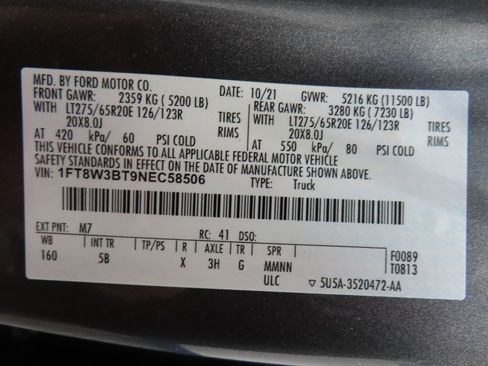 MFD. BY FORD MOTOR CO.
DATE: 10/21 GVWR: 5216 KG (11500 LB)
FRONT GAWR: 2359 KG (5200 LB) REAR GAWR: 3280 KG (7230 LB)
WITH LT275/65R20E 126/123R TIRES WITH LT275/65R20E 126/123R TIRES
20X8.0J RIMS 20X8.0J RIMS
AT 420 kPa/ 60 PSI COLD AT 550 kPa/ 80 PSI COLD
THIS VEHICLE CONFORMS TO ALL APPLICABLE FEDERAL MOTOR VEHICLE
SAFETY STANDARDS IN EFFECT ON THE DATE OF MANUFACTURE SHOWN ABOVE.
VIN: 1FT8W3BT9NEC58506 TYPE: Truck
EXT PNT: M7 RC: 41 DSO:
WB INT TR TP/PS R AXLE TR SPR F0089
160 5B X 3H G MMNN T0813
ULC ▽ 5U5A-3520472-AA